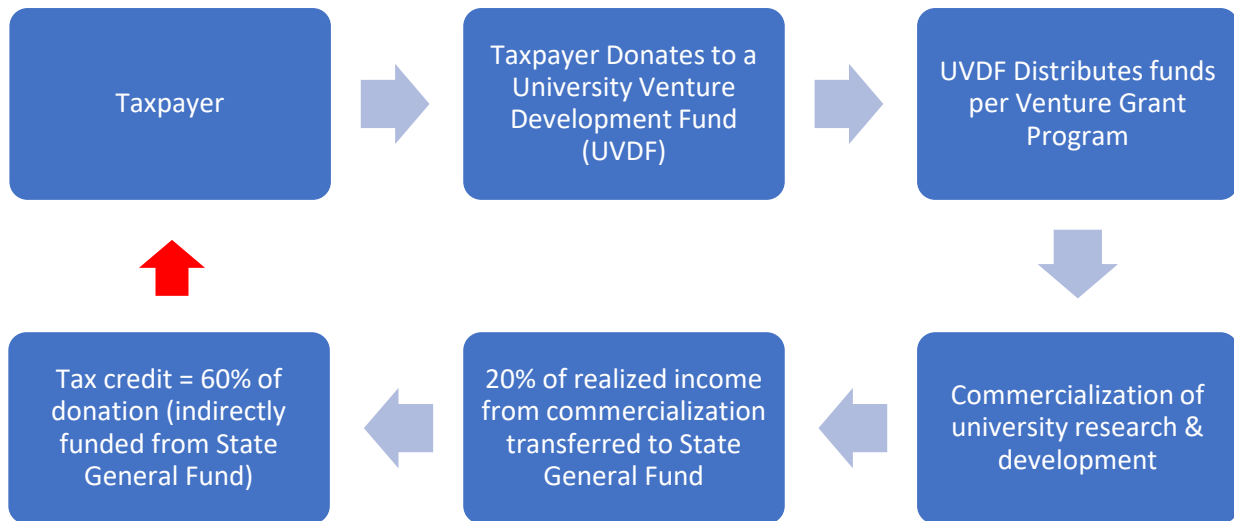 Taxpayer
Taxpayer Donates to a
University Venture
Development Fund
(UVDF)
UVDF Distributes funds
per Venture Grant
Program
Tax credit = 60% of
donation (indirectly
funded from State
General Fund)
20% of realized income
from commercialization
transferred to State
General Fund
Commercialization of
university research &
development